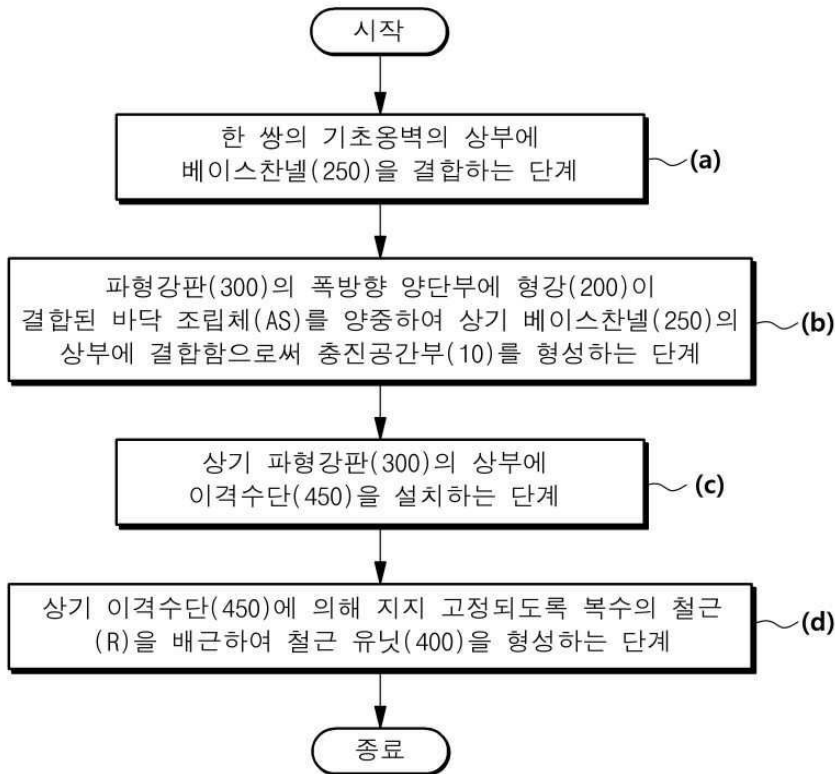 시작
한 쌍의 기초옹벽의 상부에
베이스찬넬(250)을 결합하는 단계
(a)
파형강판(300)의 폭방향 양단부에 형강(200)이
결합된 바닥 조립체(AS)를 양중하여 상기 베이스찬넬(250)의
상부에 결합함으로써 충진공간부(10)를 형성하는 단계
(b)
상기 파형강판(300)의 상부에
이격수단(450)을 설치하는 단계
(c)
상기 이격수단(450)에 의해 지지 고정되도록 복수의 철근
(R)을 배근하여 철근 유닛(400)을 형성하는 단계
(d)
종료